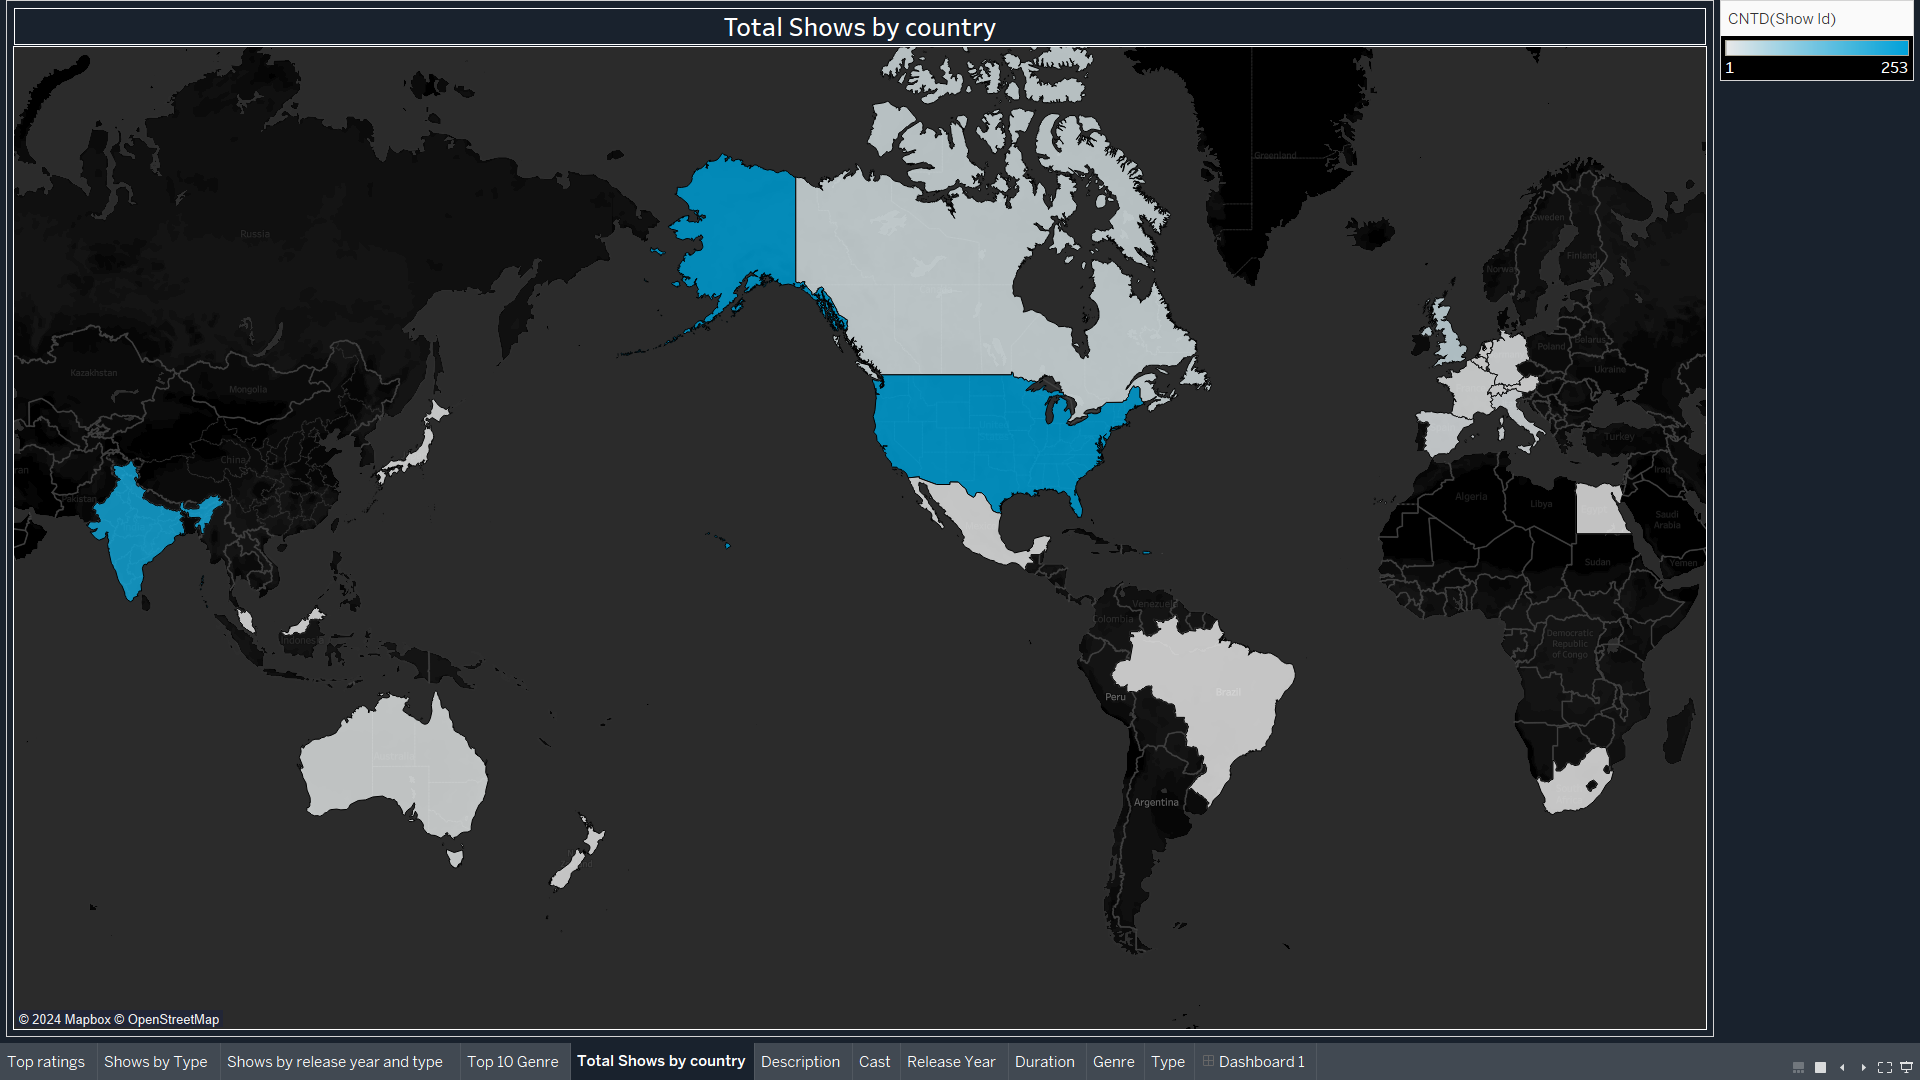 Total Shows by country
CNTD(Show Id)
1 253
Greenland
Russia
Sweden
Finland
Norway
Kazakhstan
Mongolia
Poland
Belarus
Ukraine
Turkey
China
Pakistan
Iraq
Algeria
Libya
Saudi
Arabia
Sudan
Yemen
Venezuela
Colombia
Democratic
Republic
of Congo
Peru
Brazil
Argentina
© 2024 Mapbox © OpenStreetMap
Top ratings Shows by Type Shows by release year and type Top 10 Genre Total Shows by country Description Cast Release Year Duration Genre Type Dashboard 1